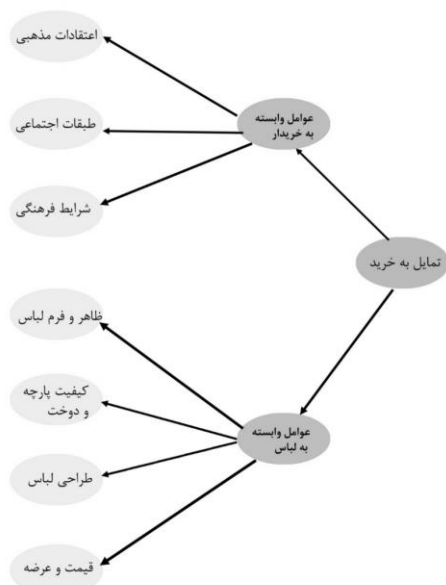 اعتقادات مذهبی
عوامل وابسته
به خریدار
طبقات اجتماعی
شرایط فرهنگی
تمایل به خرید
ظاهر و فرم لباس
کیفیت پارچه
و دوخت
عوامل وابسته
به لباس
طراحی لباس
قیمت و عرضه